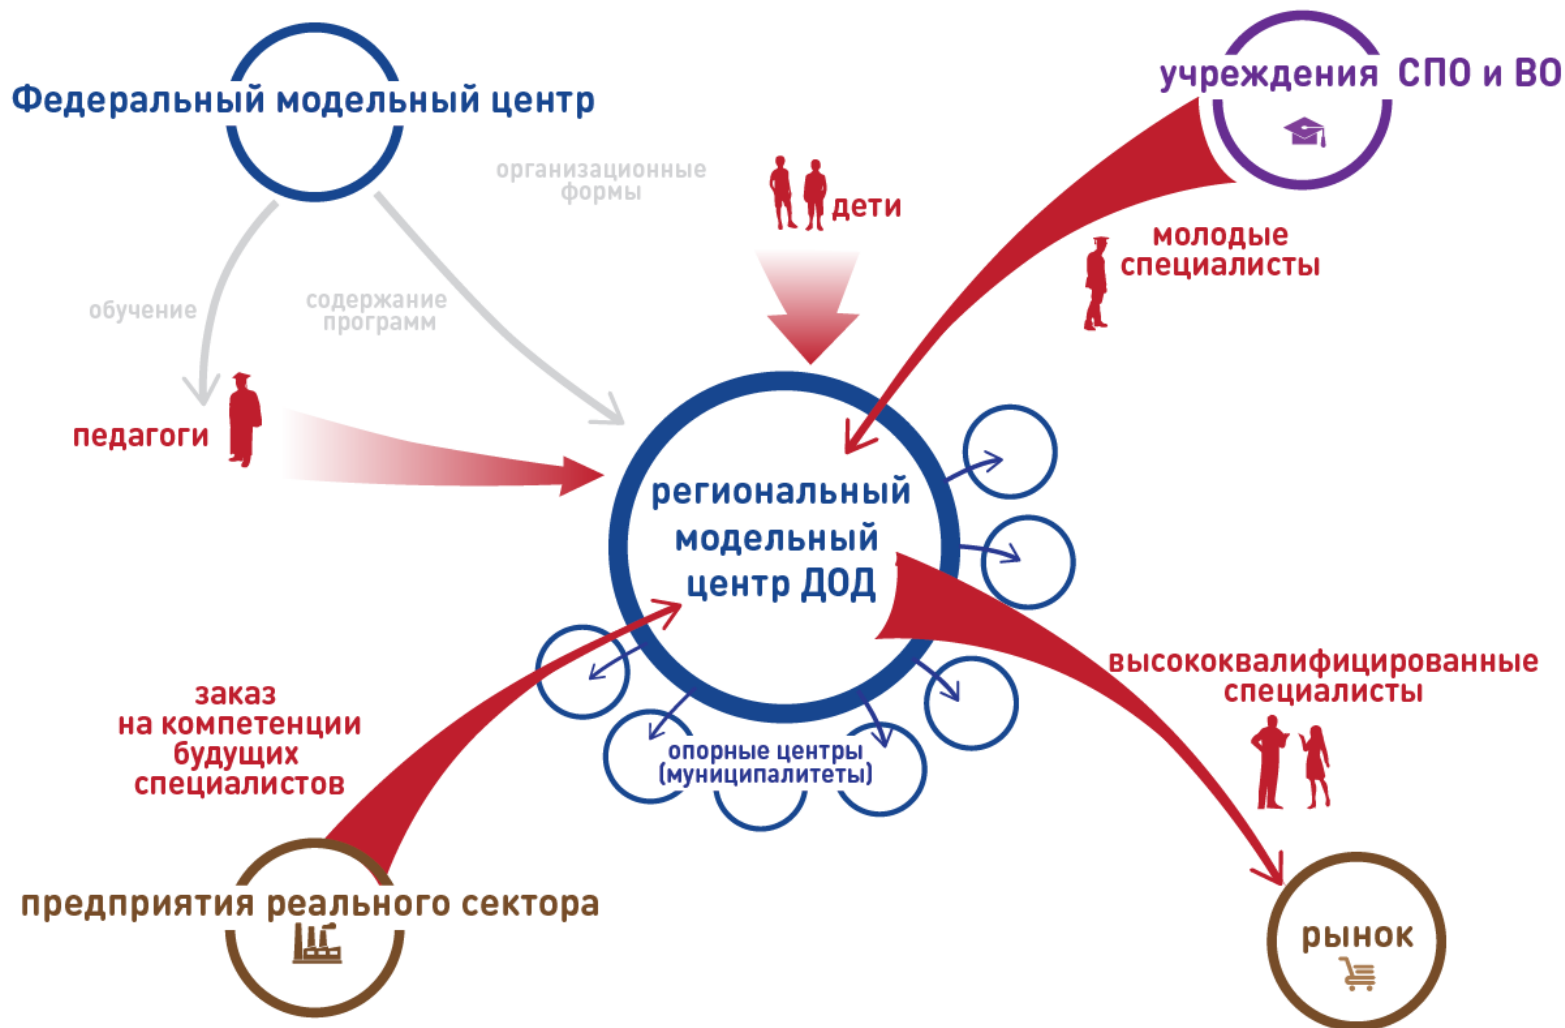 Федеральный модельный центр
учреждения СПО и ВО
организационные
формы
дети
молодые
специалисты
обучение
содержание
программ
педагоги
региональный
модельный
центр ДОД
заказ
на компетенции
будущих
специалистов
опорные центры
(муниципалитеты)
высококвалифицированные
специалисты
предприятия реального сектора
рынок